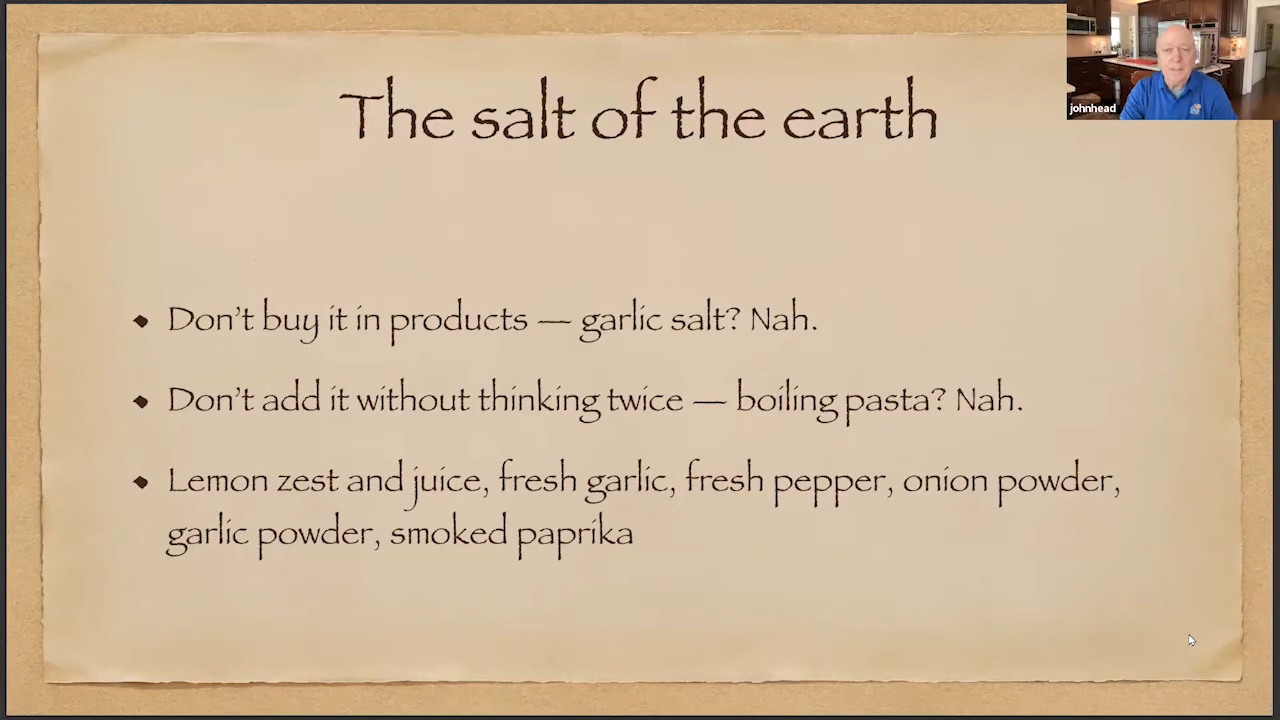 The salt of the earth
johnhead
• Don't buy it in products — garlic salt? Nah.
• Don't add it without thinking twice — boiling pasta? Nah.
• Lemon zest and juice, fresh garlic, fresh pepper, onion powder,
garlic powder, smoked paprika